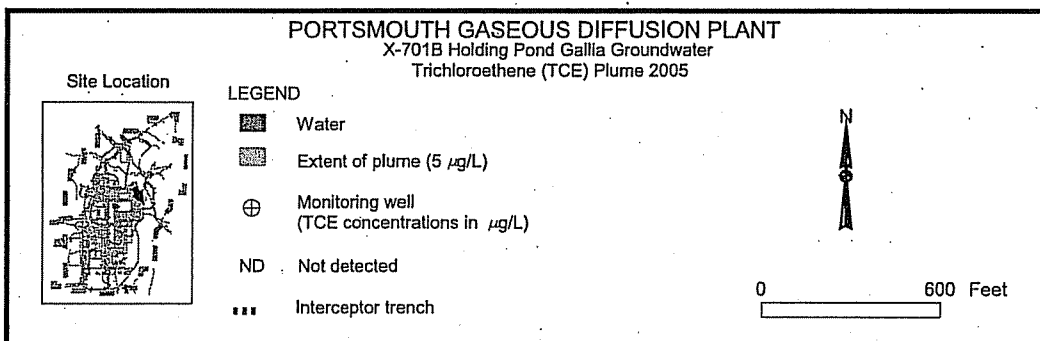 PORTSMOUTH GASEOUS DIFFUSION PLANT
X-701B Holding Pond Gallia Groundwater
Trichloroethene (TCE) Plume 2005
Site Location
LEGEND
Water
Extent of plume (5 µg/L)
Monitoring well
(TCE concentrations in µg/L)
ND Not detected
Interceptor trench
N
0 600 Feet